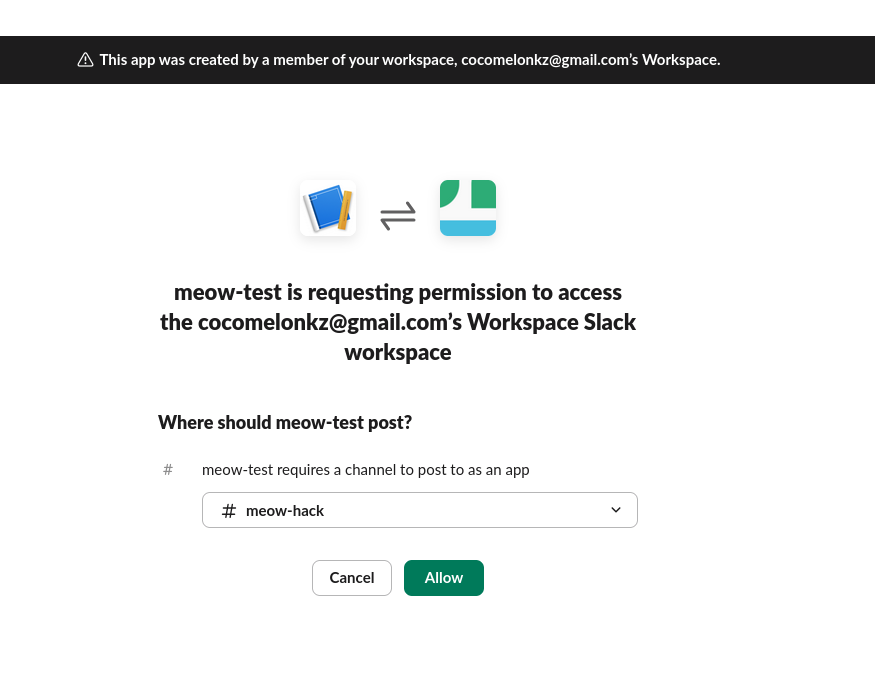 This app was created by a member of your workspace, cocomelonkz@gmail.com’s Workspace.
meow-test is requesting permission to access
the cocomelonkz@gmail.com’s Workspace Slack
workspace
Where should meow-test post?
# meow-test requires a channel to post to as an app
# meow-hack
Cancel Allow